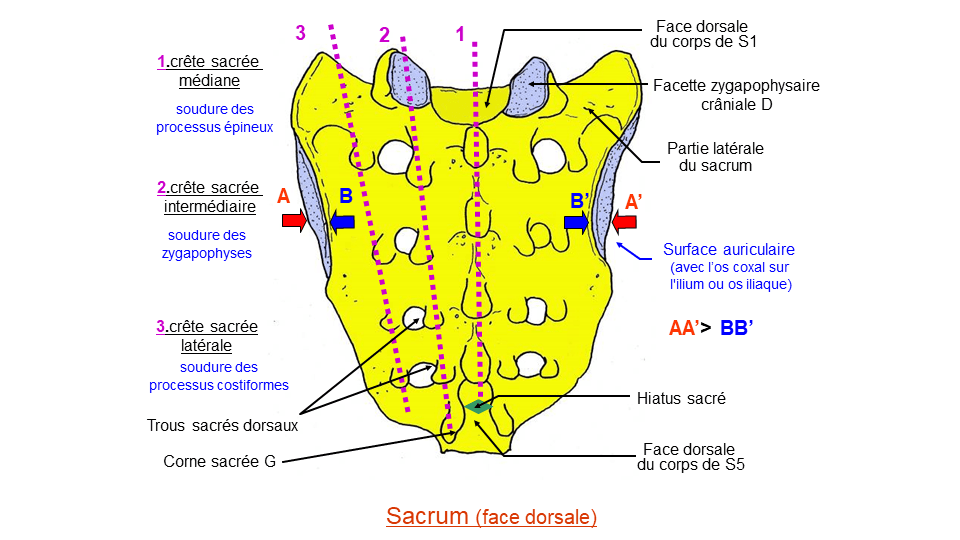 3
2
1
1.crête sacrée
médiane
soudure des
processus épineux
2.crête sacrée
intermédiaire
soudure des
zygapophyses
3.crête sacrée
latérale
soudure des
processus costiformes
Trous sacrés dorsaux
Corne sacrée G
A
B
B’
A’
Face dorsale
du corps de S1
Facette zygapophysaire
crâniale D
Partie latérale
du sacrum
Surface auriculaire
(avec l’os coxal sur
l'ilium ou os iliaque)
AA’> BB’
Hiatus sacré
Face dorsale
du corps de S5
Sacrum (face dorsale)